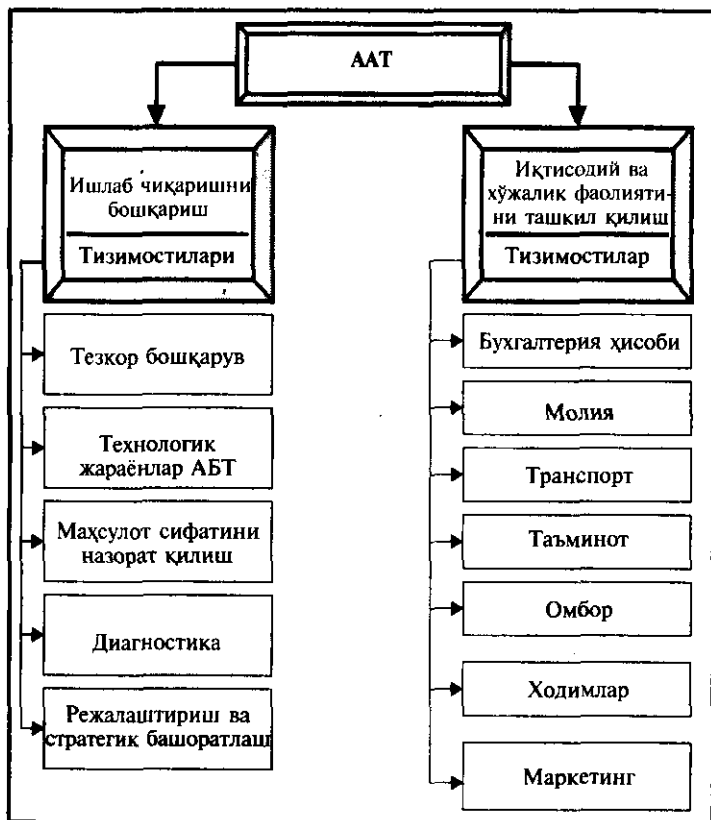 ААТ
Ишлаб чиқаришни
бошқариш
Тизимостилари
Тезкор бошқарув
Технологик
жараёнлар АБТ
Маҳсулот сифатини
назорат қилиш
Диагностика
Режалаштириш ва
стратегик башоратлаш
Иқтисодий ва
хўжалик фаолияти-
ни ташкил қилиш
Тизимостилар
Бухгалтерия ҳисоби
Молия
Транспорт
Таъминот
Омбор
Ходимлар
Маркетинг